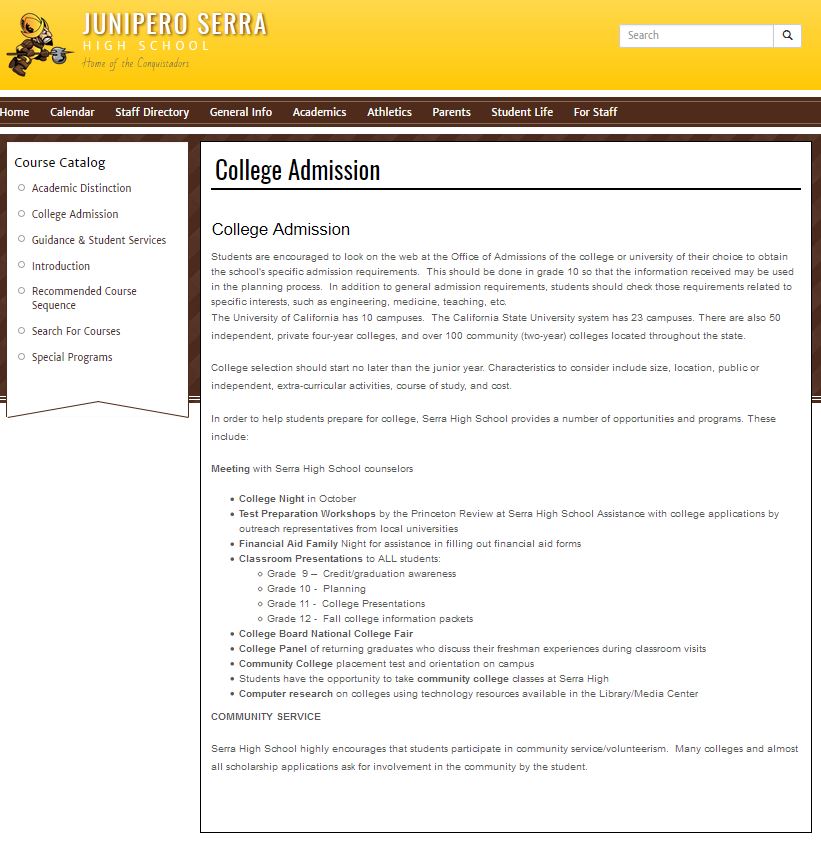 JUNIPERO SERRA
HIGH SCHOOL
Home of the Conquistadors
Search
Home Calendar Staff Directory General Info Academics Athletics Parents Student Life For Staff
Course Catalog
Academic Distinction
College Admission
Guidance & Student Services
Introduction
Recommended Course
Sequence
Search For Courses
Special Programs
College Admission
College Admission
Students are encouraged to look on the web at the Office of Admissions of the college or university of their choice to obtain
the school's specific admission requirements.  This should be done in grade 10 so that the information received may be used
in the planning process.  In addition to general admission requirements, students should check those requirements related to
specific interests, such as engineering, medicine, teaching, etc.
The University of California has 10 campuses.  The California State University system has 23 campuses. There are also 50
independent, private four-year colleges, and over 100 community (two-year) colleges located throughout the state.
College selection should start no later than the junior year. Characteristics to consider include size, location, public or
independent, extra-curricular activities, course of study, and cost.
In order to help students prepare for college, Serra High School provides a number of opportunities and programs. These
include:
Meeting with Serra High School counselors
• College Night in October
• Test Preparation Workshops by the Princeton Review at Serra High School Assistance with college applications by
outreach representatives from local universities
• Financial Aid Family Night for assistance in filling out financial aid forms
• Classroom Presentations to ALL students:
○ Grade  9 –  Credit/graduation awareness
○ Grade 10 -  Planning
○ Grade 11 -  College Presentations
○ Grade 12 -  Fall college information packets
• College Board National College Fair
• College Panel of returning graduates who discuss their freshman experiences during classroom visits
• Community College placement test and orientation on campus
• Students have the opportunity to take community college classes at Serra High
• Computer research on colleges using technology resources available in the Library/Media Center
COMMUNITY SERVICE
Serra High School highly encourages that students participate in community service/volunteerism.  Many colleges and almost
all scholarship applications ask for involvement in the community by the student.